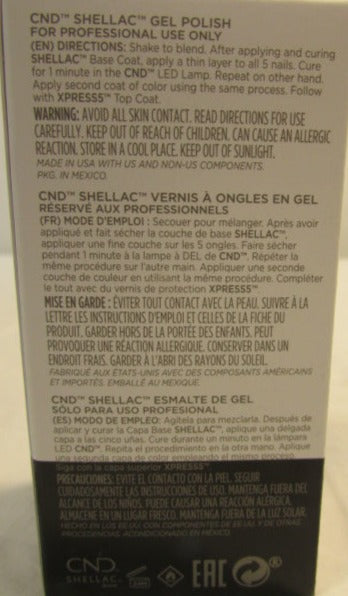 CND™ SHELLAC™ GEL POLISH
FOR PROFESSIONAL USE ONLY
(EN) DIRECTIONS: Shake to blend. After applying and curing
SHELLAC™ Base Coat, apply a thin layer to all 5 nails. Cure
for 1 minute in the CND™ LED Lamp. Repeat on other hand.
Apply second coat of color using the same process. Follow
with XPRESS5™ Top Coat.
WARNING: AVOID ALL SKIN CONTACT. READ DIRECTIONS FOR USE
CAREFULLY. KEEP OUT OF REACH OF CHILDREN. CAN CAUSE AN ALLERGIC
REACTION. STORE IN A COOL PLACE. KEEP OUT OF SUNLIGHT.
MADE IN USA WITH US AND NON-US COMPONENTS.
PKG. IN MEXICO.
CND™ SHELLAC™ VERNIS À ONGLES EN GEL
RÉSERVÉ AUX PROFESSIONNELS
(FR) MODE D'EMPLOI : Secouer pour mélanger. Après avoir
appliqué et fait sécher la couche de base SHELLAC™,
appliquer une fine couche sur les 5 ongles. Faire sécher
pendant 1 minute à la lampe à DEL de CND™. Répéter la
même procédure sur l'autre main. Appliquer une seconde
couche de couleur en utilisant la même procédure. Compléter
le tout avec du vernis de protection XPRESS5™
MISE EN GARDE : ÉVITER TOUT CONTACT AVEC LA PEAU. SUIVRE À LA
LETTRE LES INSTRUCTIONS D'EMPLOI ET CELLES DE LA FICHE DU
PRODUIT. GARDER HORS DE LA PORTÉE DES ENFANTS. PEUT
PROVOQUER UNE RÉACTION ALLERGIQUE. CONSERVER DANS UN
ENDROIT FRAIS. GARDER À L'ABRI DES RAYONS DU SOLEIL.
FABRIQUÉ AUX ÉTATS-UNIS AVEC DES COMPOSANTS AMÉRICAINS
ET IMPORTÉS. EMBALLÉ AU MEXIQUE.
CND™ SHELLAC™ ESMALTE DE GEL
SÓLO PARA USO PROFESIONAL
(ES) MODO DE EMPLEO: Agítela para mezclarla. Después de
aplicar y curar la Capa Base SHELLAC™, aplique una delgada
capa a las cinco uñas. Cure durante un minuto en la lámpara
LED CND™. Repita el procedimiento en la otra mano. Aplique
una segunda capa de color empleando el mismo proceso.
Siga con la capa superior XPRESS5™
PRECAUCIONES: EVITE EL CONTACTO CON LA PIEL. SEGUIR
CUIDADOSAMENTE LAS INSTRUCCIONES DE USO. MANTENGA FUERA DEL
ALCANCE DE LOS NIÑOS. PUEDE CAUSAR UNA REACCIÓN ALÉRGICA.
ALMACENE EN UN LUGAR FRESCO. MANTENGA FUERA DE LA LUZ SOLAR.
HECHO EN LOS EE.UU. CON COMPONENTES DE EE.UU. Y DE OTRAS
PROCEDENCIAS, ACONDICIONADO EN MÉXICO.
CND
SHELLAC
EAC